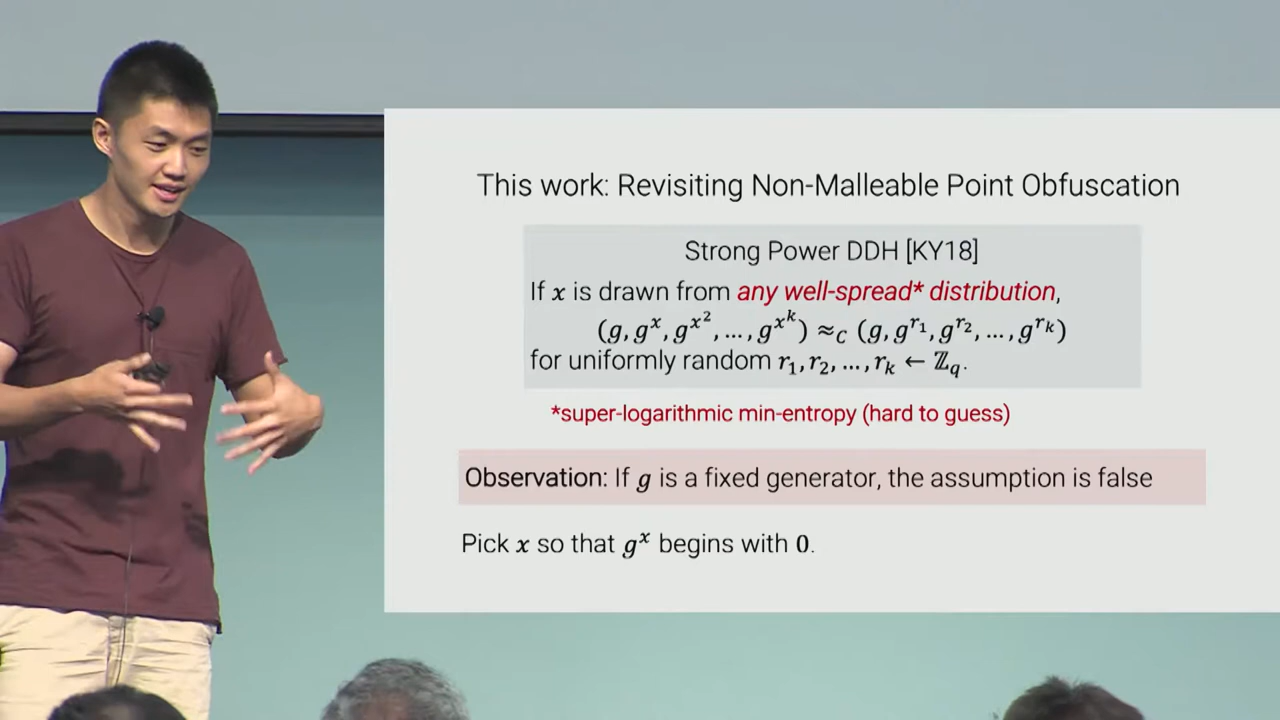 This work: Revisiting Non-Malleable Point Obfuscation
Strong Power DDH [KY18]
If x is drawn from any well-spread* distribution,
(g, g^x, g^{x^2}, …, g^{x^k}) ≈_C (g, g^{r_1}, g^{r_2}, …, g^{r_k})
for uniformly random r_1, r_2, …, r_k ← ℤ_q.
*super-logarithmic min-entropy (hard to guess)
Observation: If g is a fixed generator, the assumption is false
Pick x so that g^x begins with 0.